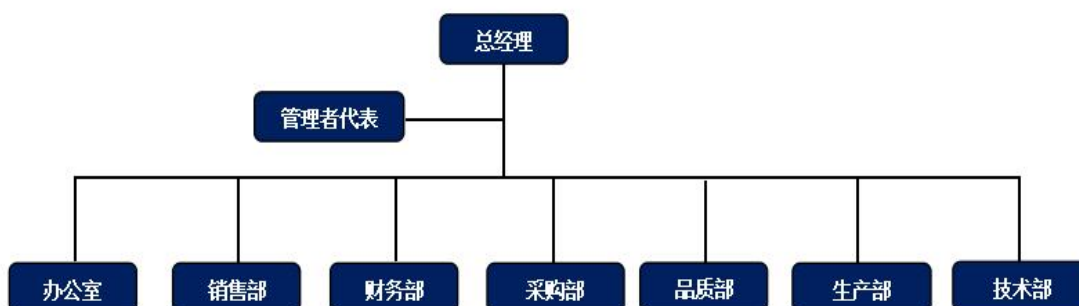 总经理
管理者代表
办公室
销售部
财务部
采购部
品质部
生产部
技术部